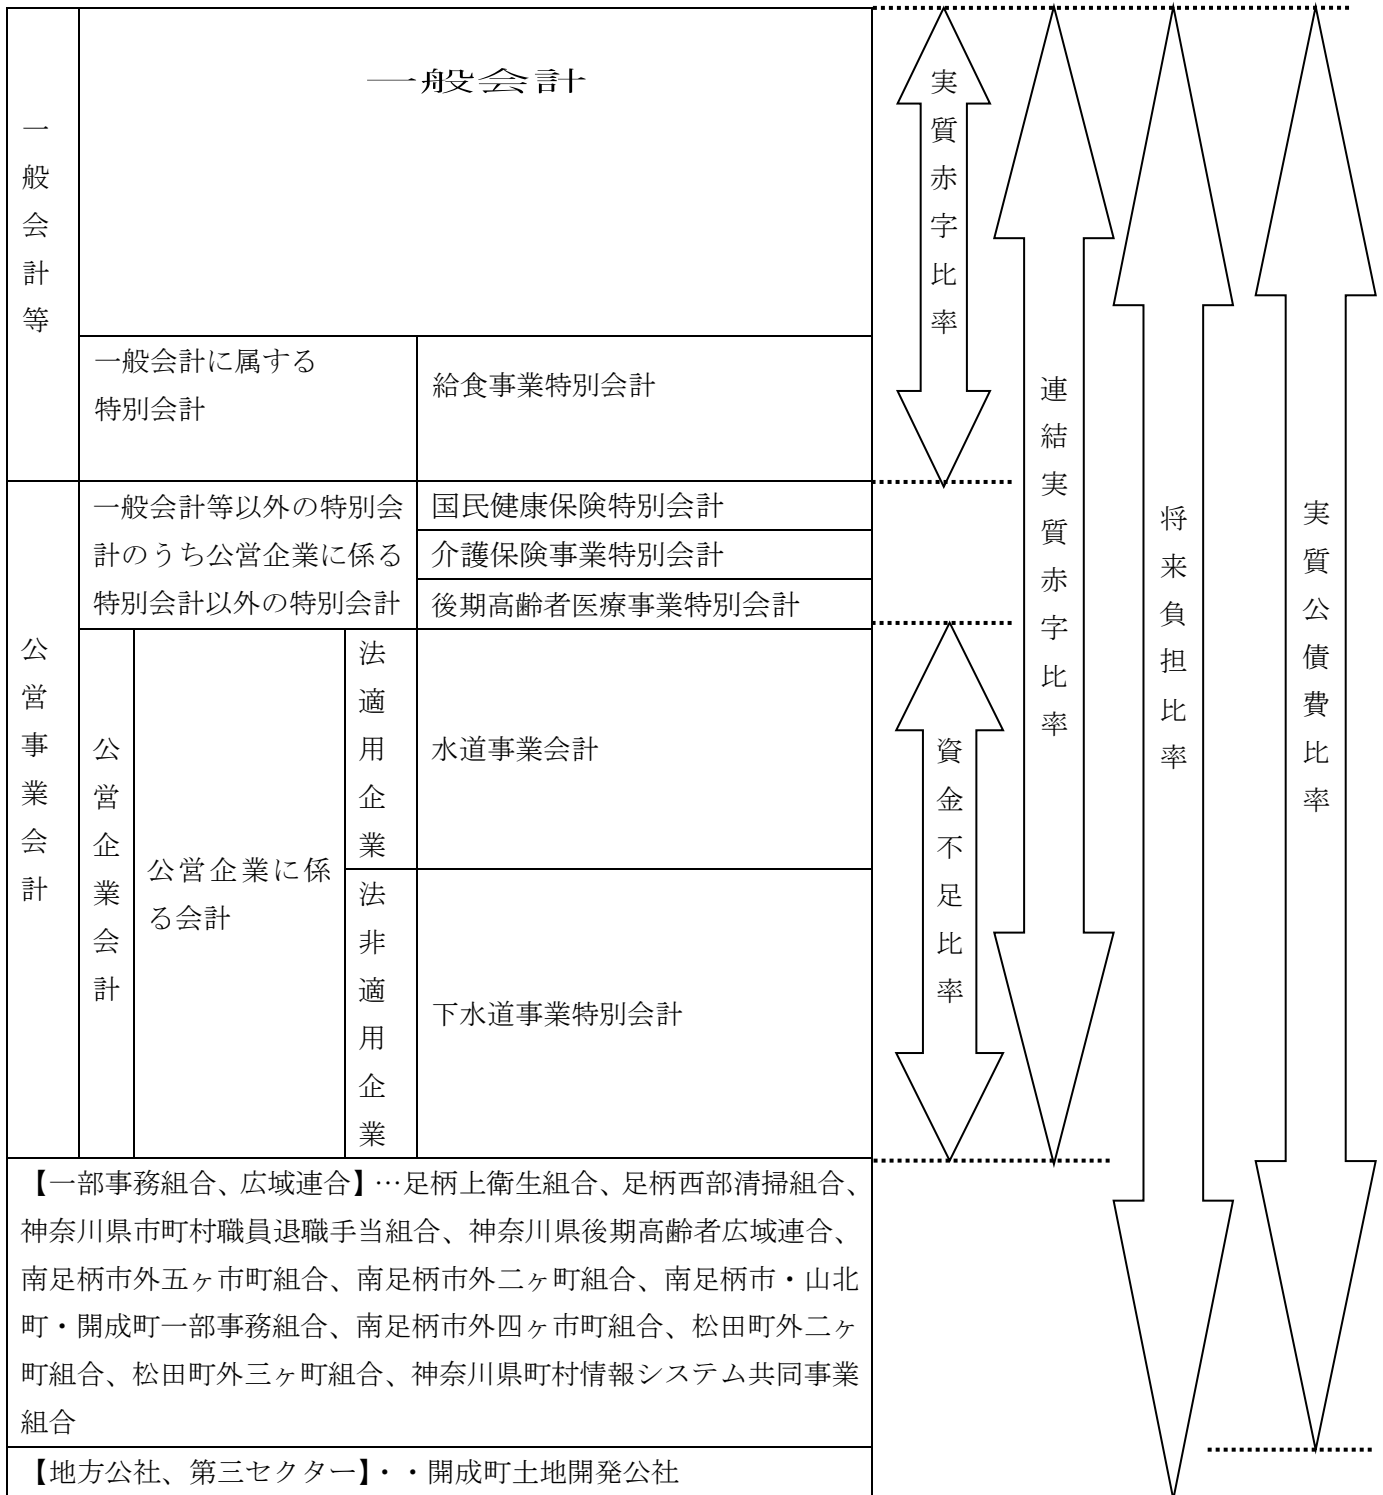 一般会計等
一般会計
一般会計に属する
特別会計
給食事業特別会計
公営事業会計
一般会計等以外の特別会
計のうち公営企業に係る
特別会計以外の特別会計
国民健康保険特別会計
介護保険事業特別会計
後期高齢者医療事業特別会計
公営企業会計
公営企業に係
る会計
法適用企業
水道事業会計
法非適用企業
下水道事業特別会計
【一部事務組合、広域連合】…足柄上衛生組合、足柄西部清掃組合、
神奈川県市町村職員退職手当組合、神奈川県後期高齢者広域連合、
南足柄市外五ヶ市町組合、南足柄市外二ヶ町組合、南足柄市・山北
町・開成町一部事務組合、南足柄市外四ヶ市町組合、松田町外二ヶ
町組合、松田町外三ヶ町組合、神奈川県町村情報システム共同事業
組合
【地方公社、第三セクター】・・開成町土地開発公社
実質赤字比率
資金不足比率
連結実質赤字比率
将来負担比率
実質公債費比率